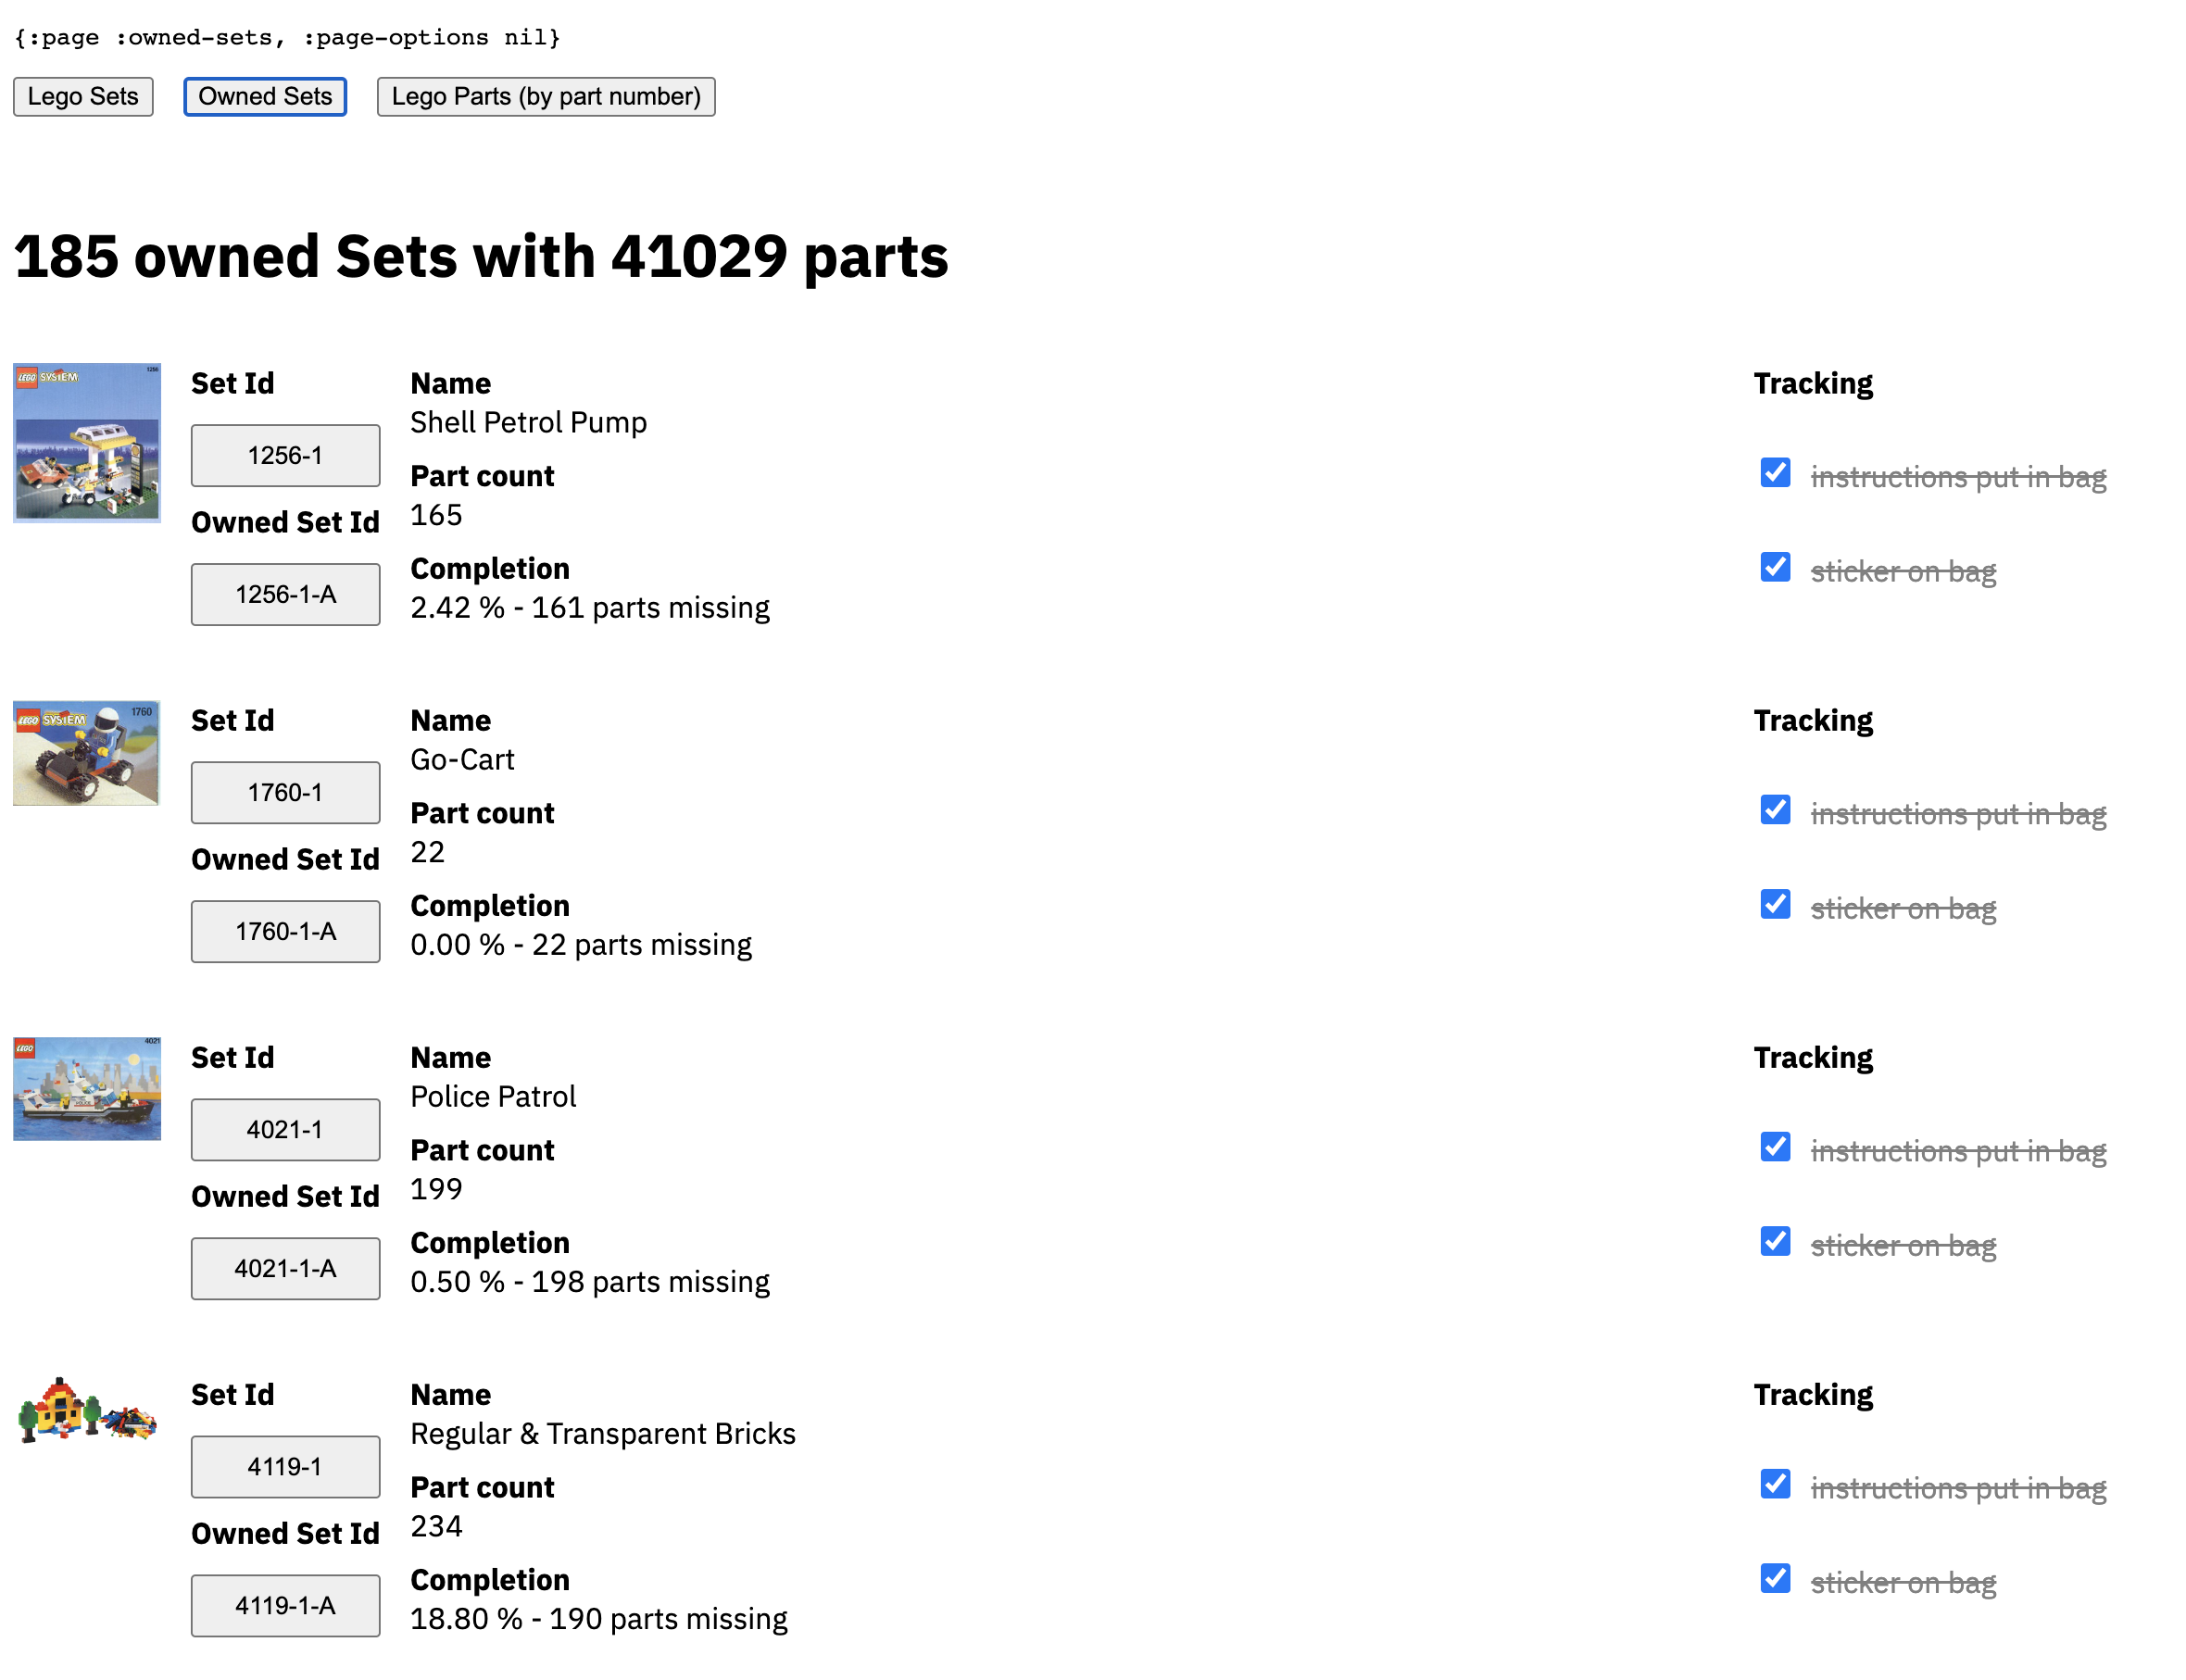 {:page :owned-sets, :page-options nil}
Lego Sets
Owned Sets
Lego Parts (by part number)
185 owned Sets with 41029 parts
LEGO SYSTEM 1256
Set Id
1256-1
Owned Set Id
1256-1-A
Name
Shell Petrol Pump
Part count
165
Completion
2.42 % - 161 parts missing
Tracking
instructions put in bag
sticker on bag
LEGO SYSTEM 1760
Set Id
1760-1
Owned Set Id
1760-1-A
Name
Go-Cart
Part count
22
Completion
0.00 % - 22 parts missing
Tracking
instructions put in bag
sticker on bag
LEGO 4021
POLICE
Set Id
4021-1
Owned Set Id
4021-1-A
Name
Police Patrol
Part count
199
Completion
0.50 % - 198 parts missing
Tracking
instructions put in bag
sticker on bag
Set Id
4119-1
Owned Set Id
4119-1-A
Name
Regular & Transparent Bricks
Part count
234
Completion
18.80 % - 190 parts missing
Tracking
instructions put in bag
sticker on bag